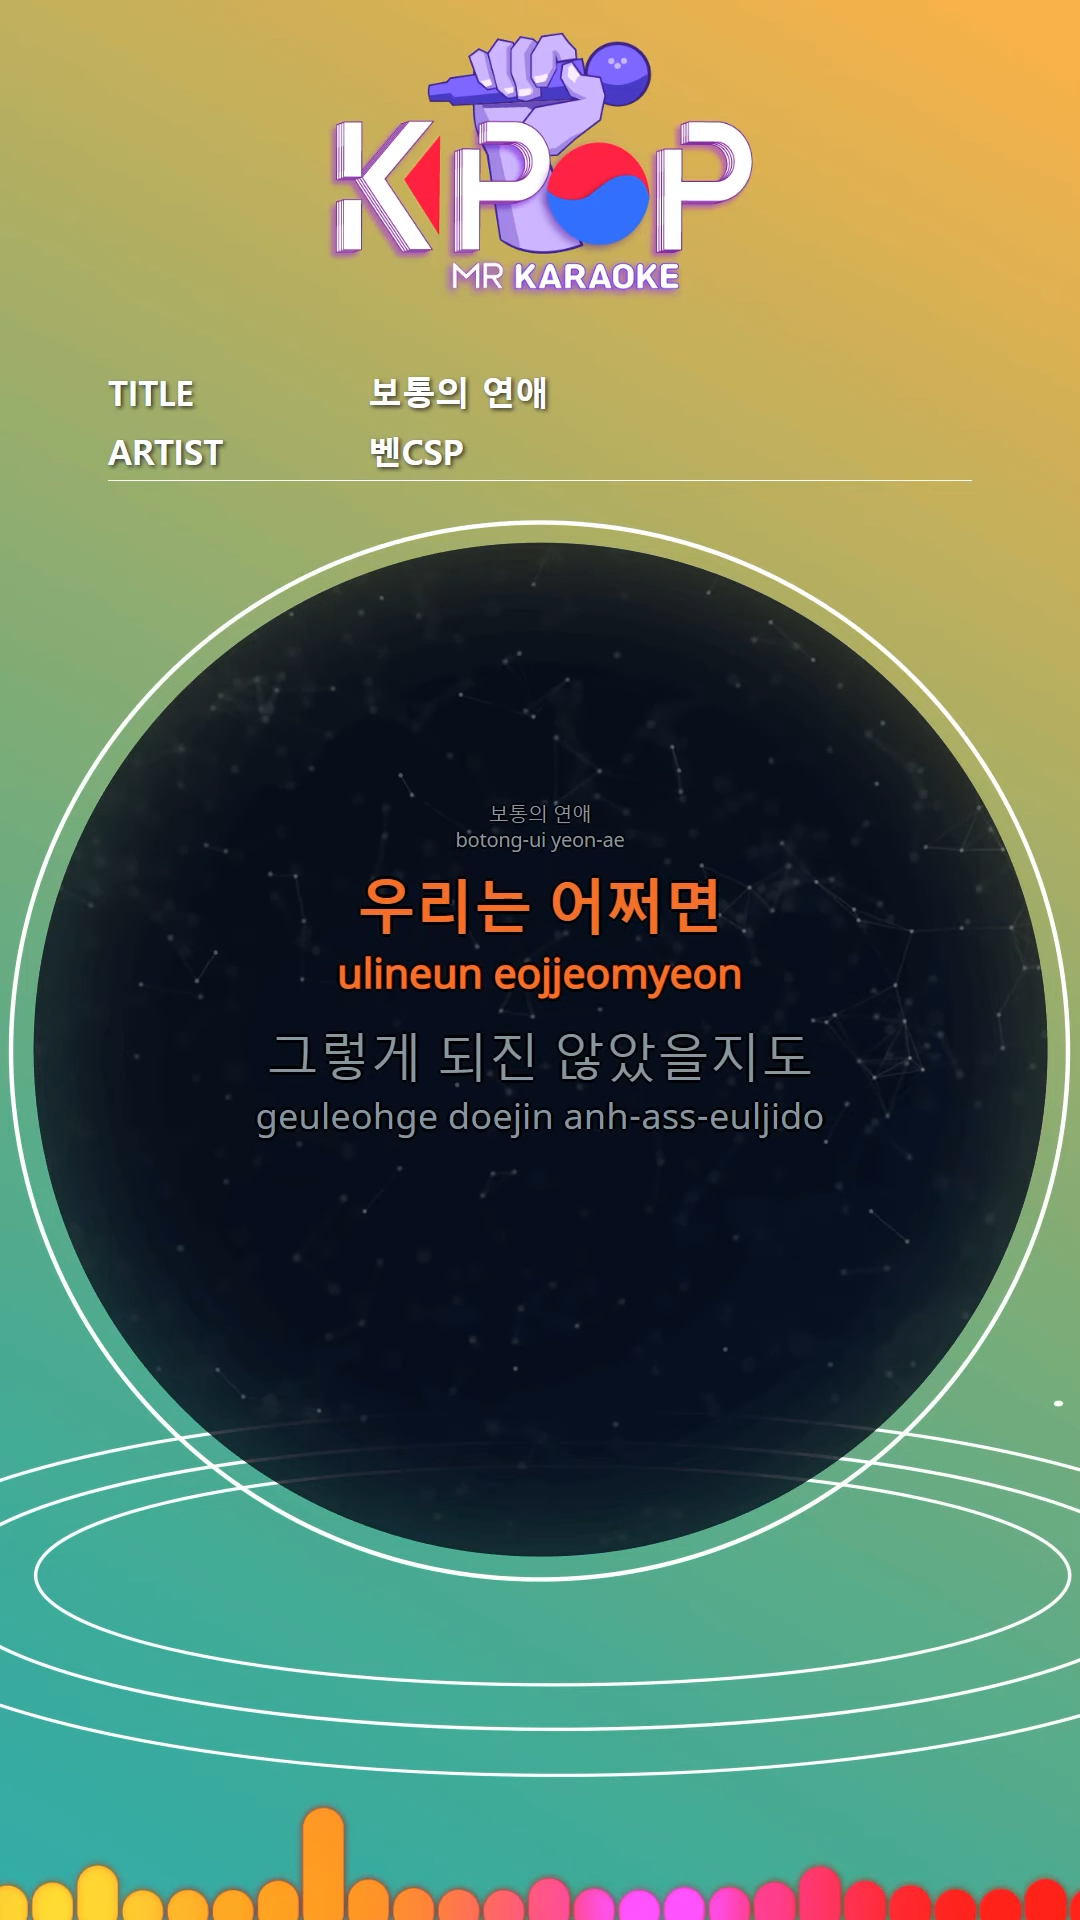 KPOP
MR KARAOKE
TITLE 보통의 연애
ARTIST 벤CSP
보통의 연애
botong-ui yeon-ae
우리는 어쩌면
ulineun eojjeomyeon
그렇게 되진 않았을지도
geuleohge doejin anh-ass-euljido